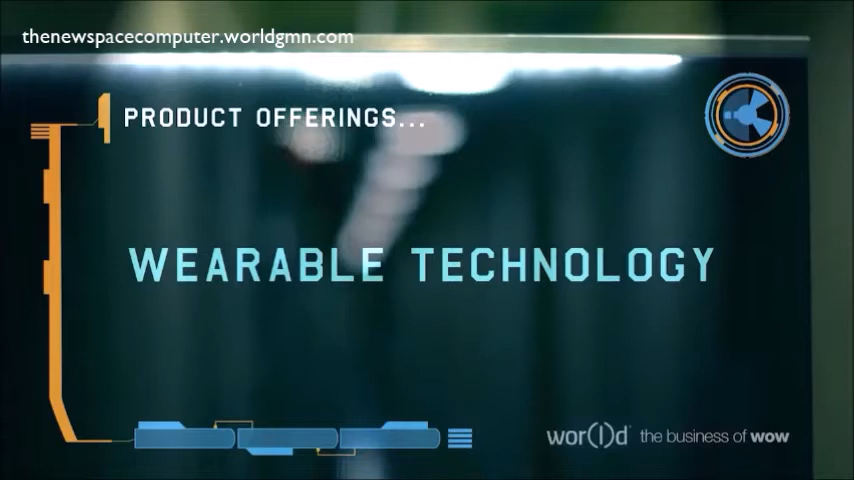 thenewspacecomputer.worldgmn.com
PRODUCT OFFERINGS...
WEARABLE TECHNOLOGY
wor(l)d the business of wow